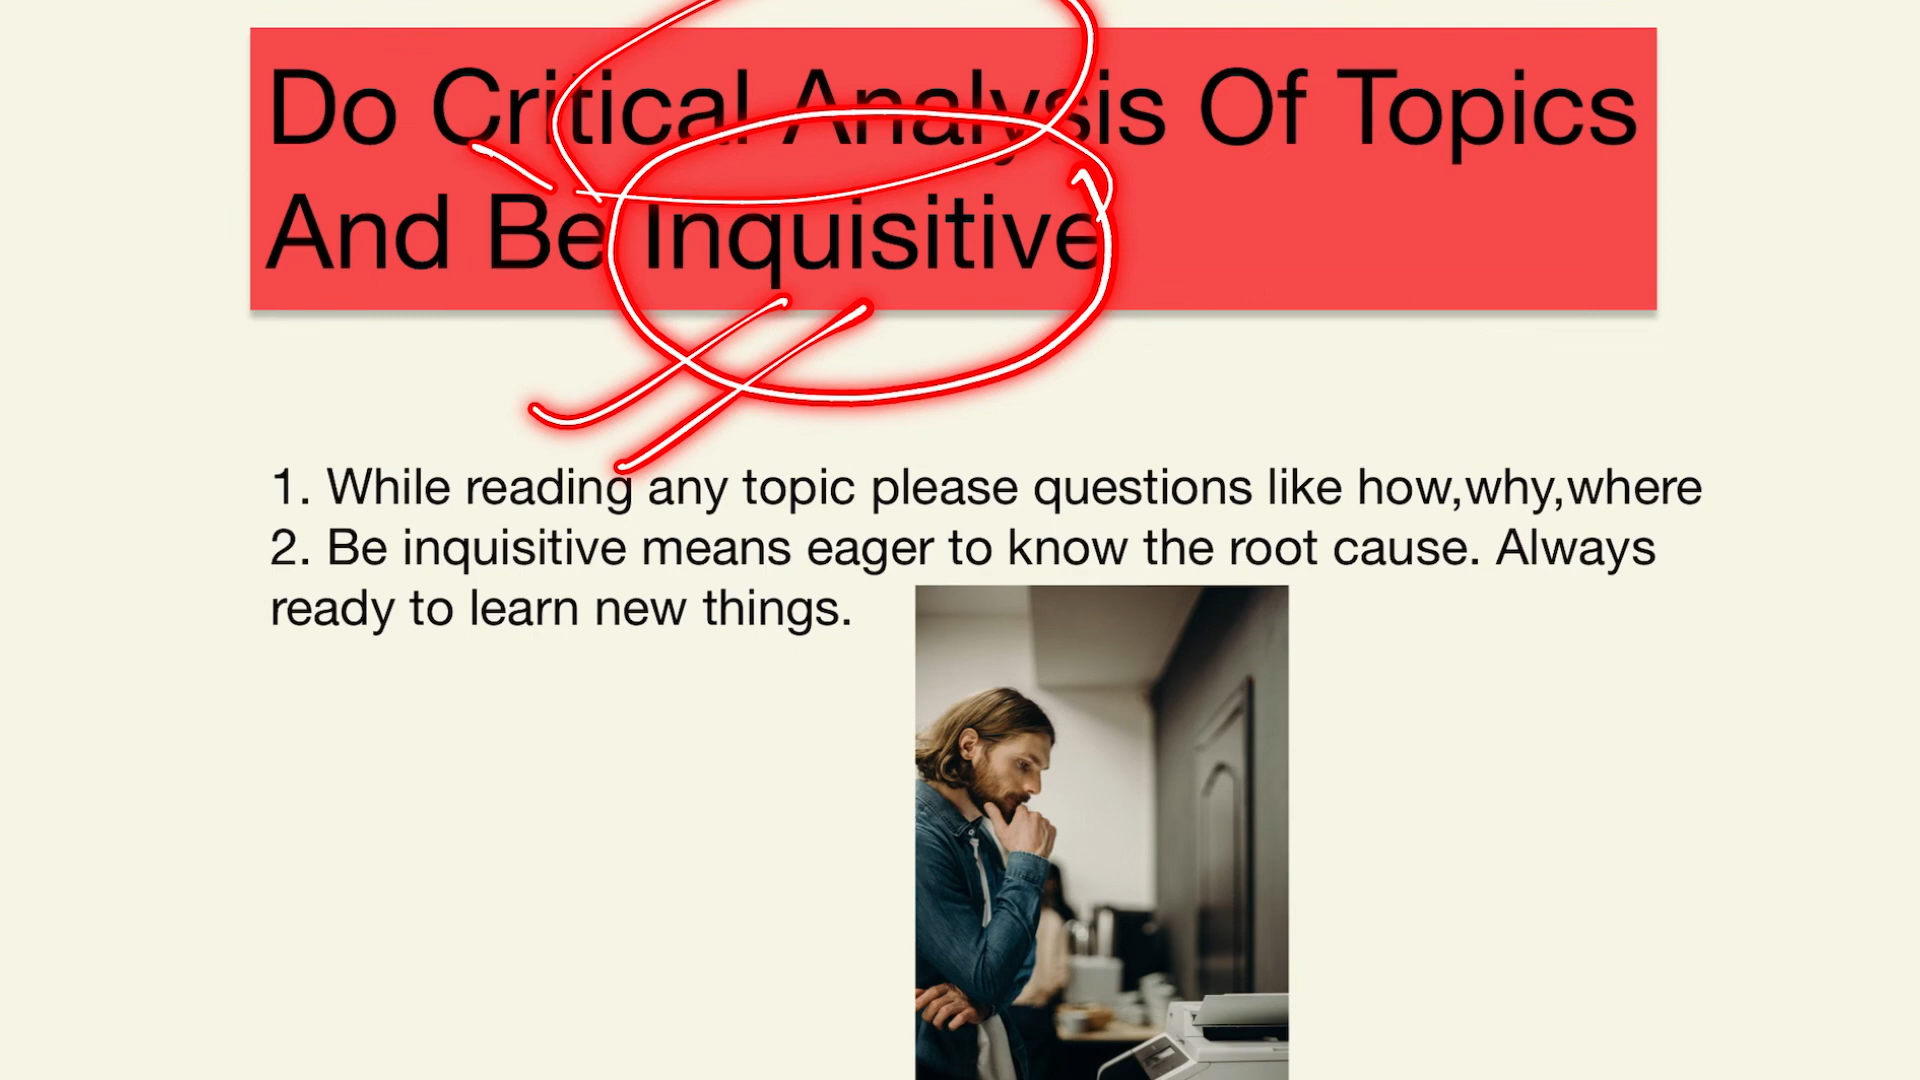 Do Critical Analysis Of Topics
And Be Inquisitive
1. While reading any topic please questions like how,why,where
2. Be inquisitive means eager to know the root cause. Always
ready to learn new things.